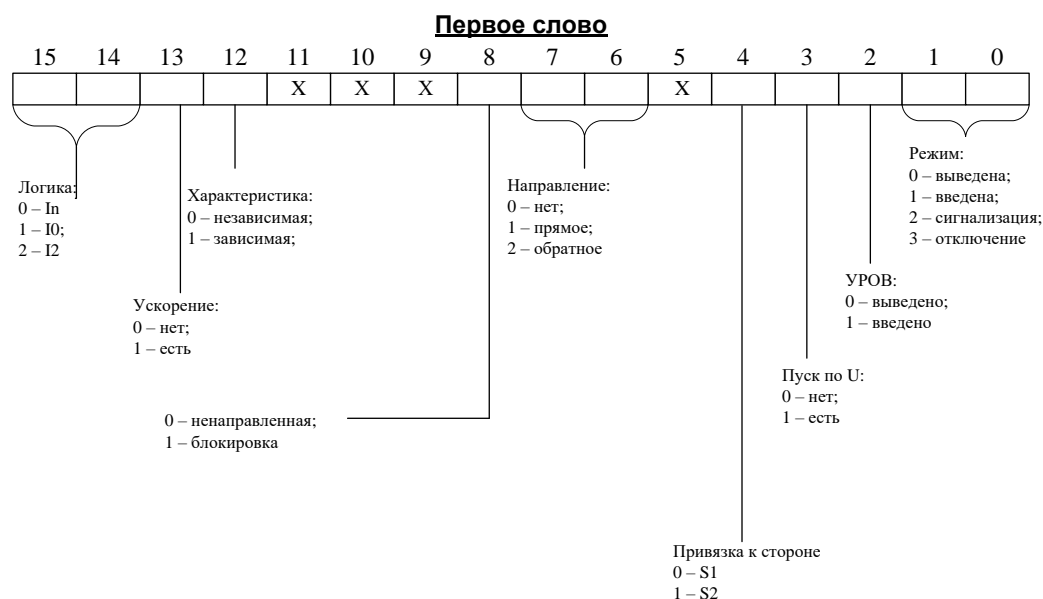 Первое слово
15 14 13 12 11 10 9 8 7 6 5 4 3 2 1 0
X X X X
Логика:
0 – In
1 – I0;
2 – I2
Характеристика:
0 – независимая;
1 – зависимая;
Направление:
0 – нет;
1 – прямое;
2 – обратное
Режим:
0 – выведена;
1 – введена;
2 – сигнализация;
3 – отключение
Ускорение:
0 – нет;
1 – есть
УРОВ:
0 – выведено;
1 – введено
Пуск по U:
0 – нет;
1 – есть
0 – ненаправленная;
1 – блокировка
Привязка к стороне
0 – S1
1 – S2